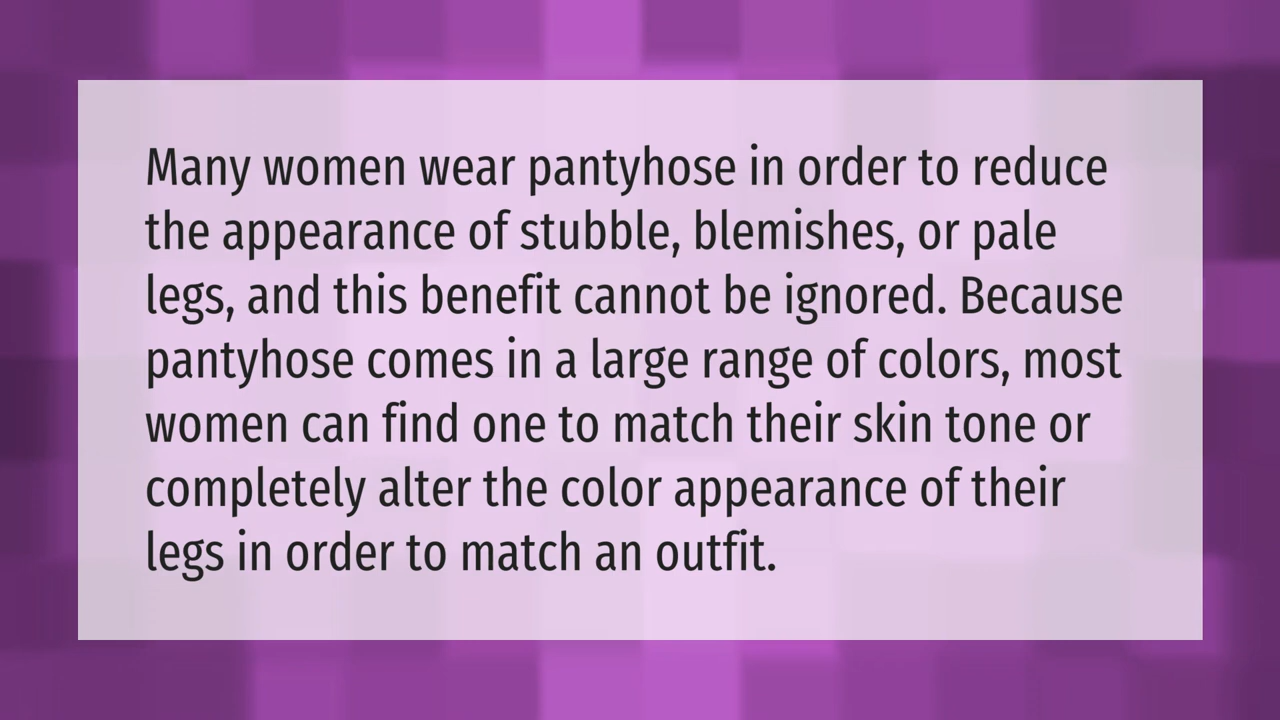 Many women wear pantyhose in order to reduce
the appearance of stubble, blemishes, or pale
legs, and this benefit cannot be ignored. Because
pantyhose comes in a large range of colors, most
women can find one to match their skin tone or
completely alter the color appearance of their
legs in order to match an outfit.